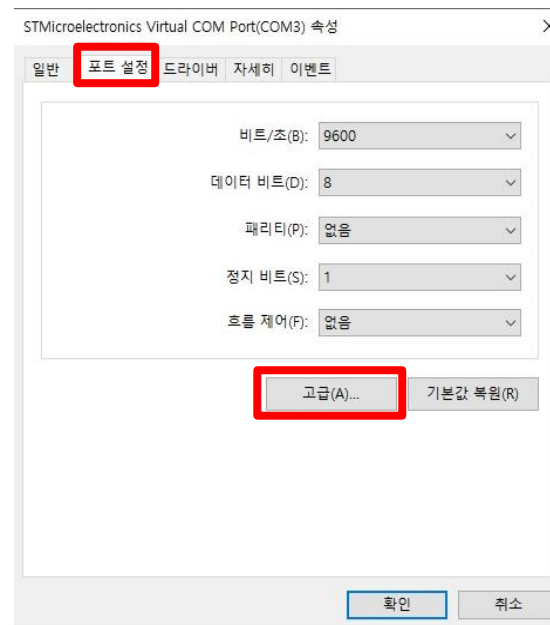 STMicroelectronics Virtual COM Port(COM3) 속성
일반 포트 설정 드라이버 자세히 이벤트
비트/초(B): 9600
데이터 비트(D): 8
패리티(P): 없음
정지 비트(S): 1
흐름 제어(F): 없음
고급(A)... 기본값 복원(R)
확인 취소